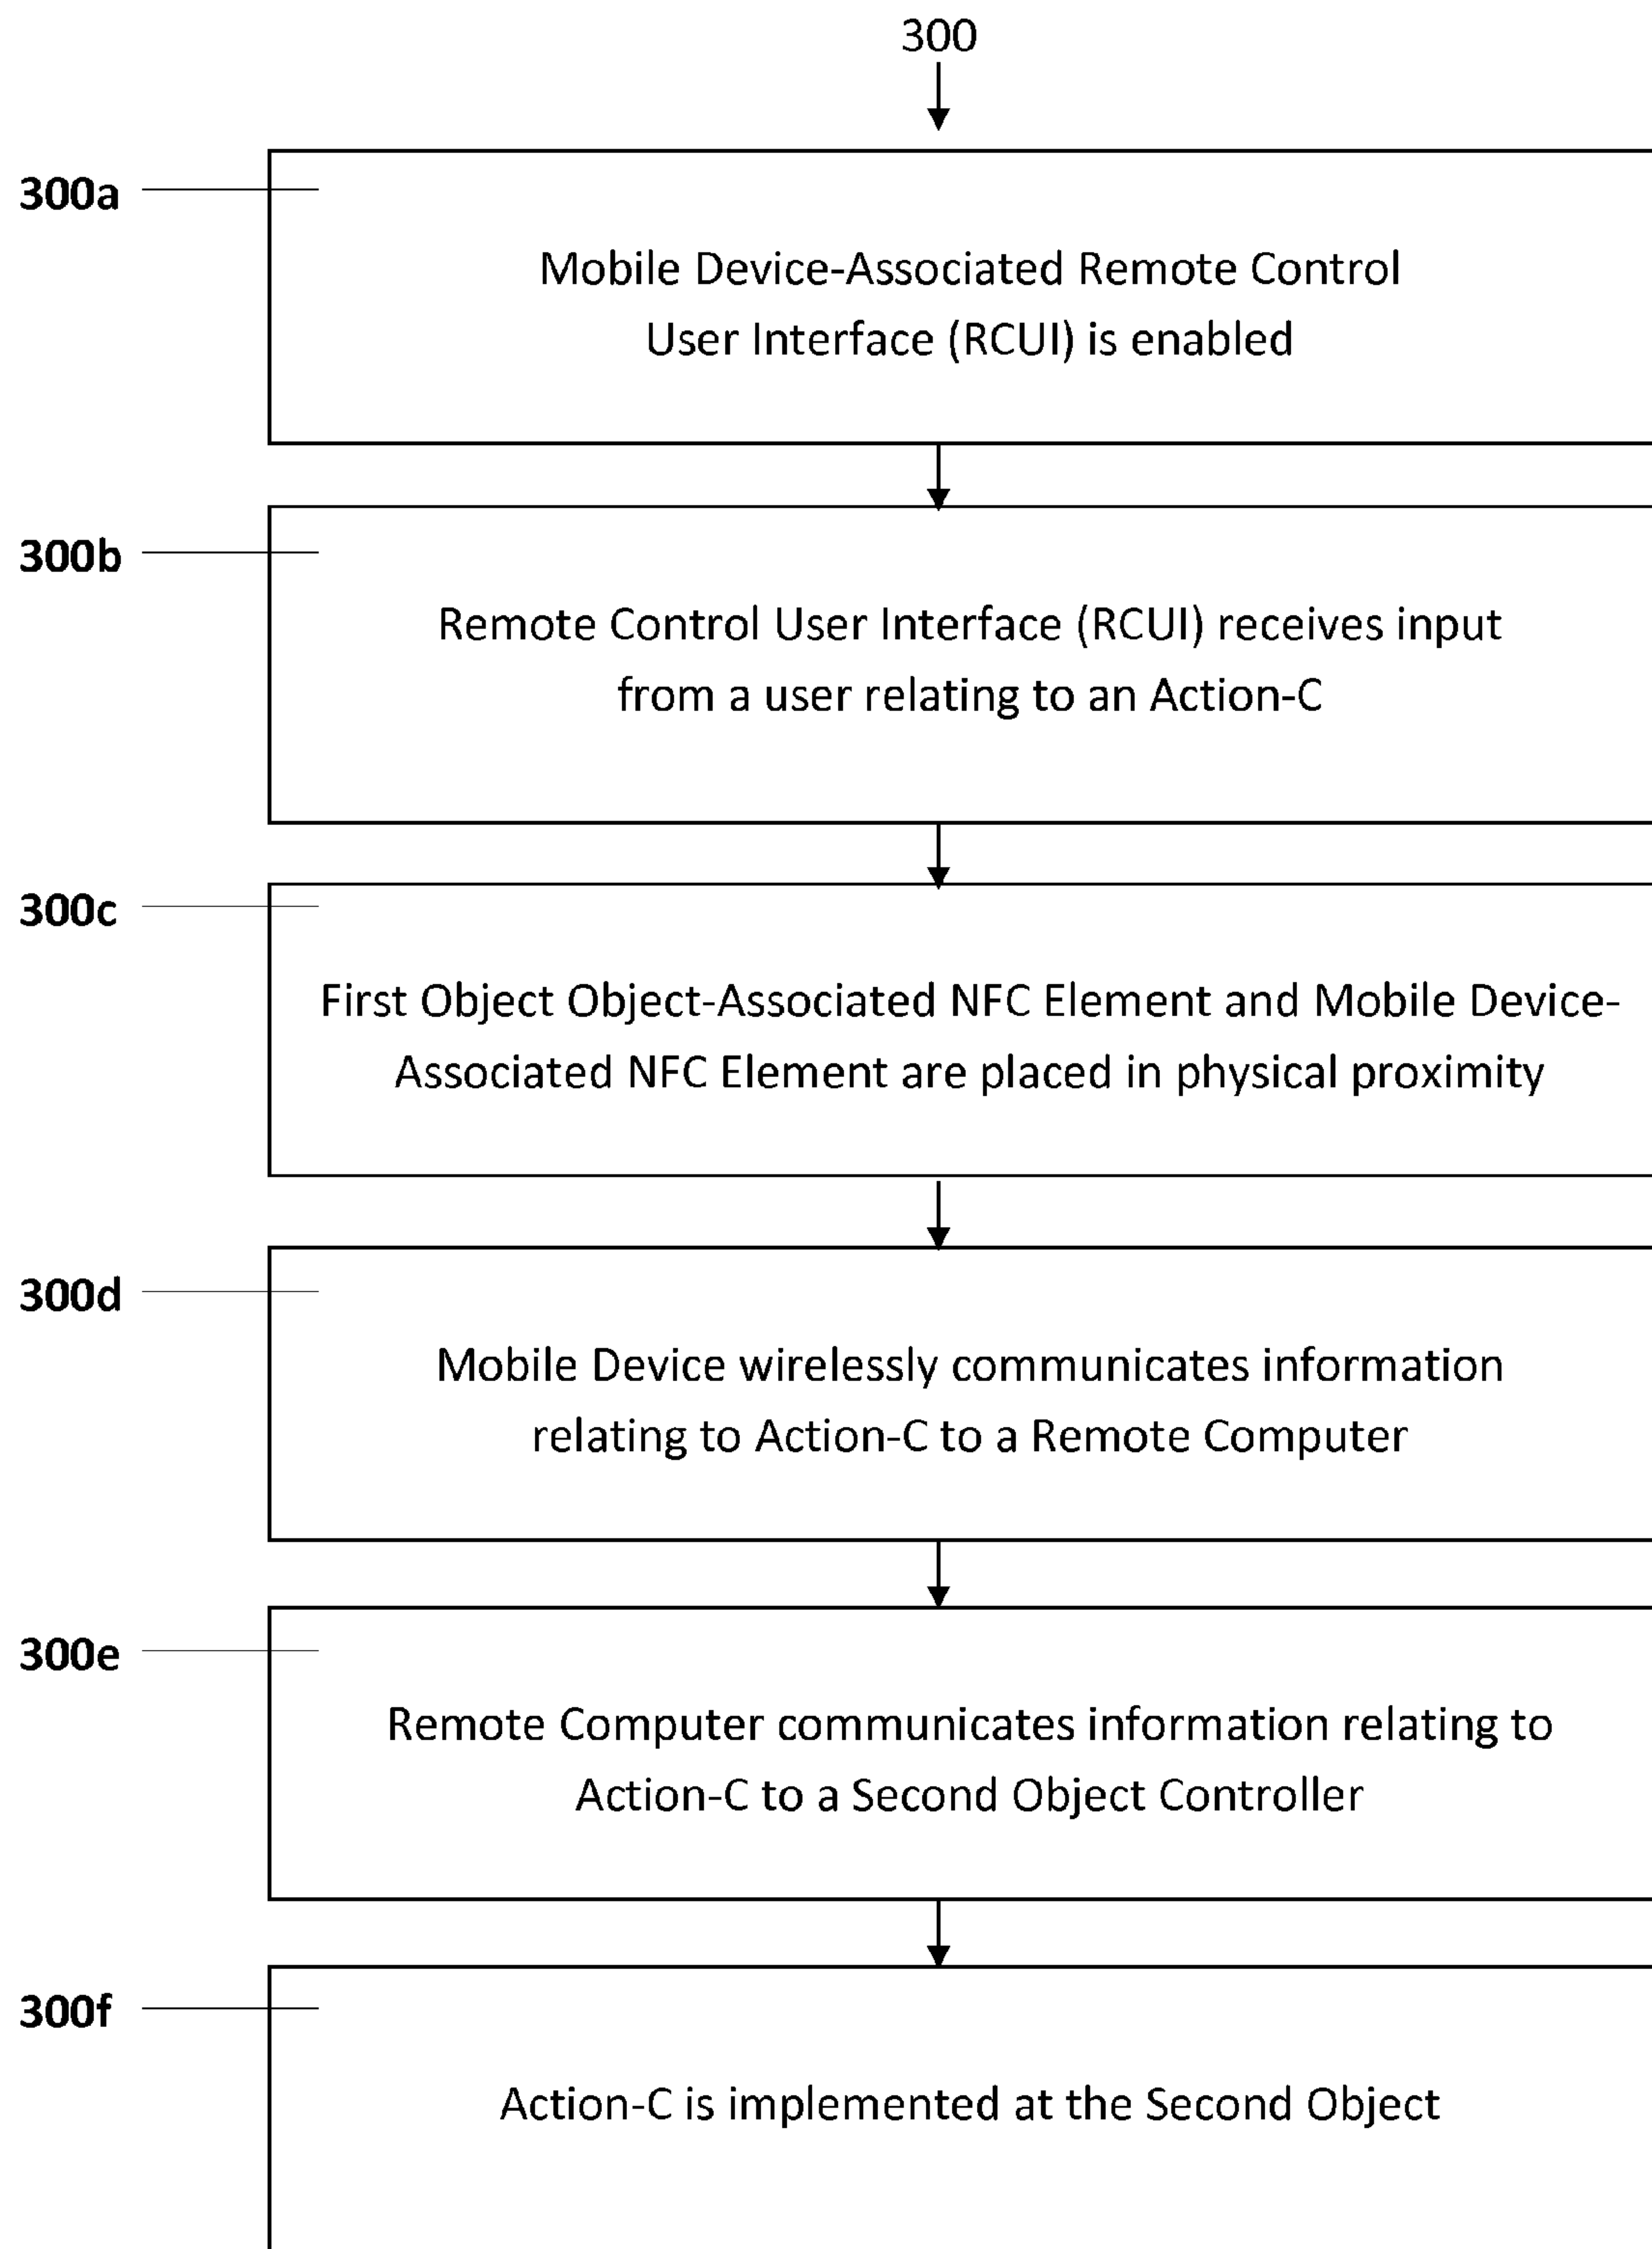 300
300a
Mobile Device-Associated Remote Control
User Interface (RCUI) is enabled
300b
Remote Control User Interface (RCUI) receives input
from a user relating to an Action-C
300c
First Object Object-Associated NFC Element and Mobile Device-
Associated NFC Element are placed in physical proximity
300d
Mobile Device wirelessly communicates information
relating to Action-C to a Remote Computer
300e
Remote Computer communicates information relating to
Action-C to a Second Object Controller
300f
Action-C is implemented at the Second Object